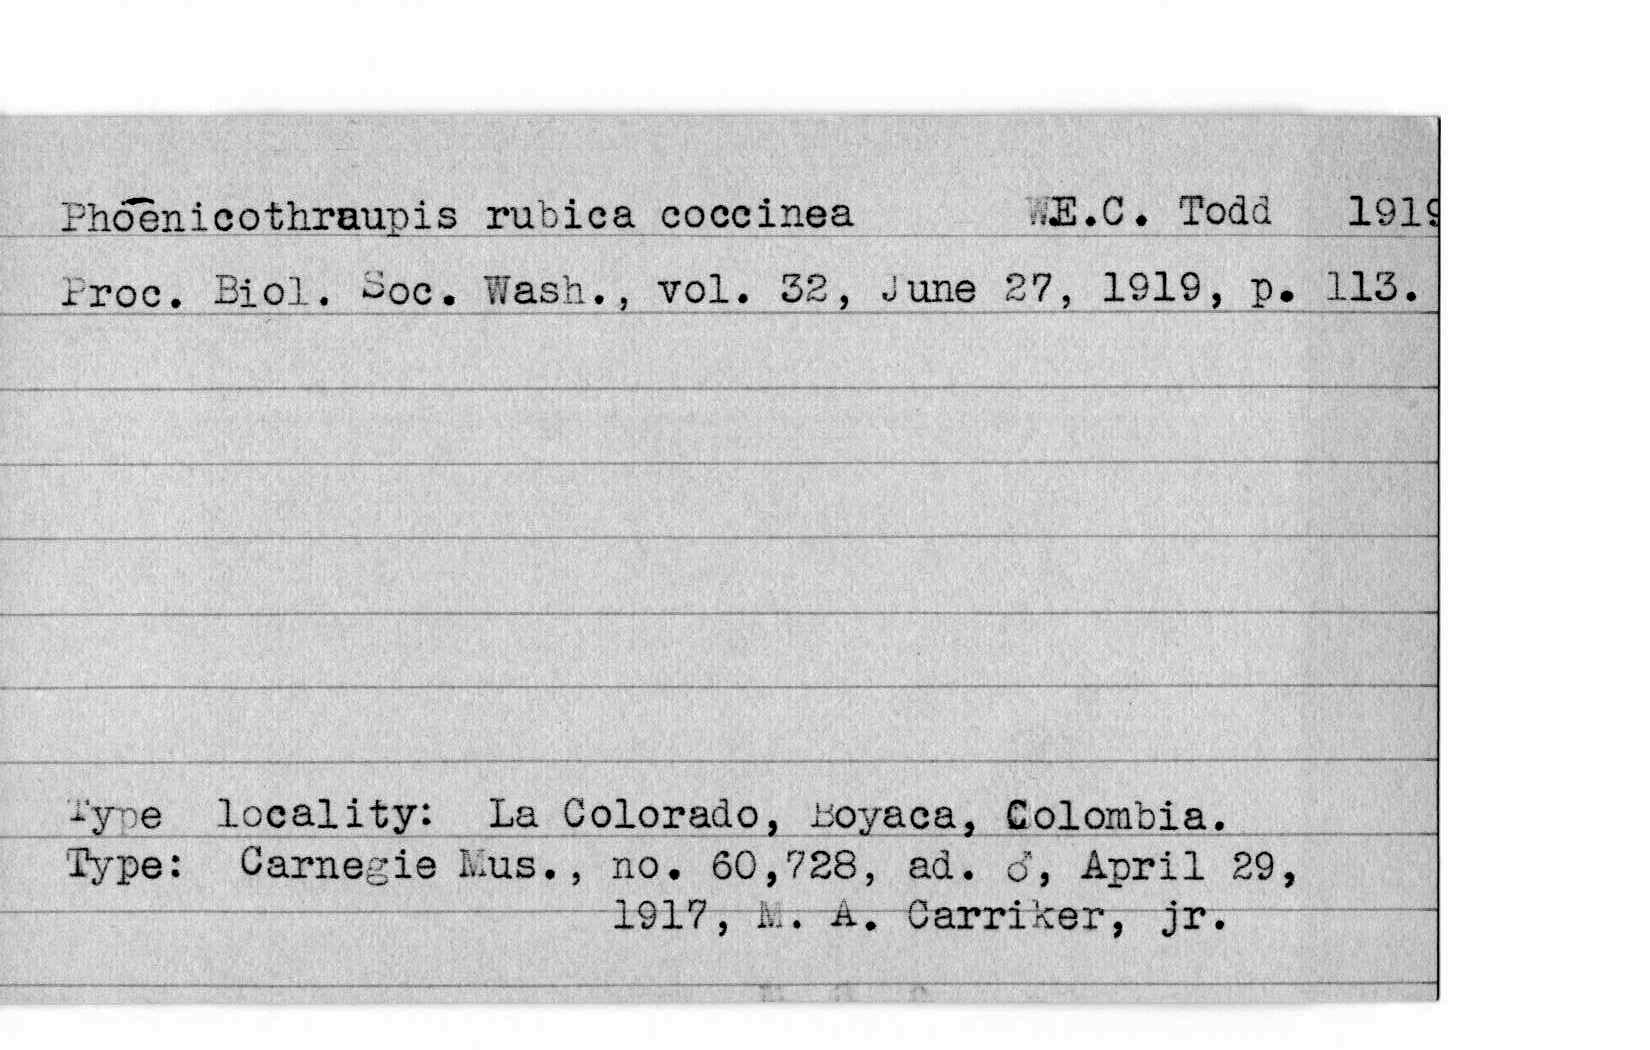 Phoenicothraupis rubica coccinea W.E.C. Todd 1919
Proc. Biol. Soc. Wash., vol. 32, June 27, 1919, p. 113.
Type locality: La Colorado, Boyaca, Colombia.
Type: Carnegie Mus., no. 60,728, ad. ♂, April 29,
1917, M. A. Carriker, jr.